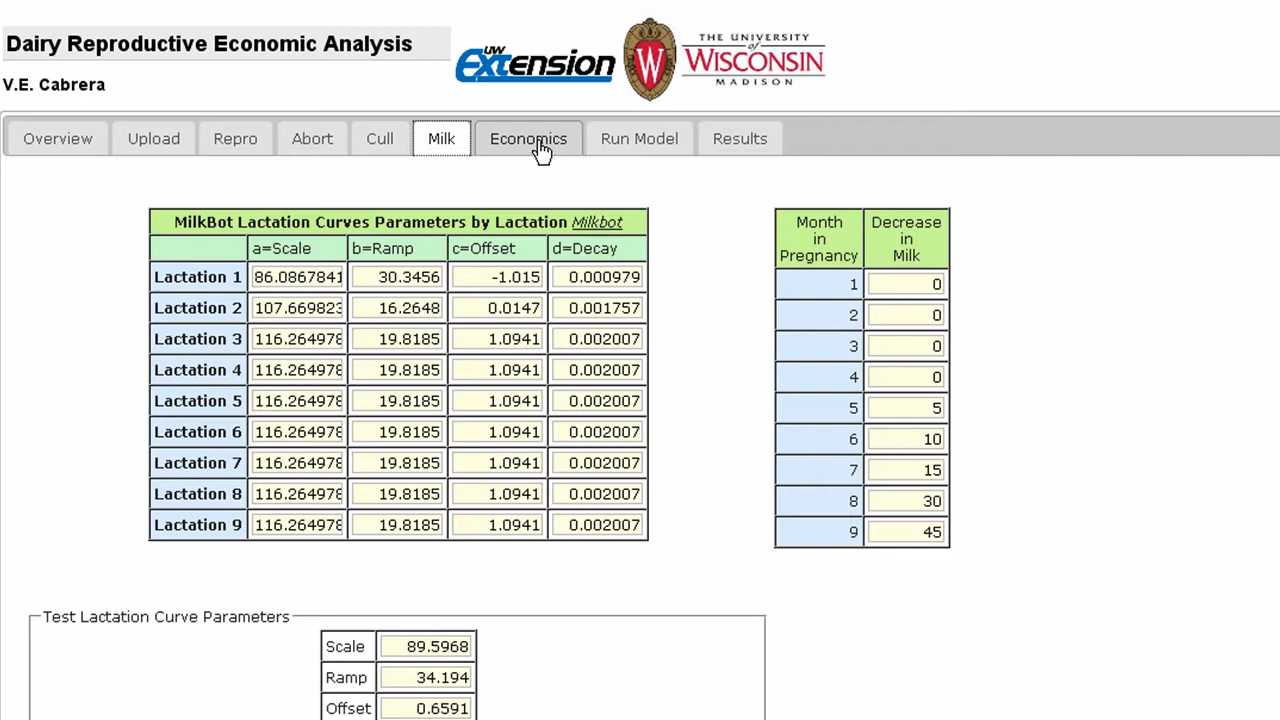 Dairy Reproductive Economic Analysis
V.E. Cabrera
UW Extension
W
THE UNIVERSITY
of
WISCONSIN
MADISON
Overview Upload Repro Abort Cull Milk Economics Run Model Results
MilkBot Lactation Curves Parameters by Lactation Milkbot
a=Scale b=Ramp c=Offset d=Decay
Lactation 1 86.0867841 30.3456 -1.015 0.000979
Lactation 2 107.669823 16.2648 0.0147 0.001757
Lactation 3 116.264978 19.8185 1.0941 0.002007
Lactation 4 116.264978 19.8185 1.0941 0.002007
Lactation 5 116.264978 19.8185 1.0941 0.002007
Lactation 6 116.264978 19.8185 1.0941 0.002007
Lactation 7 116.264978 19.8185 1.0941 0.002007
Lactation 8 116.264978 19.8185 1.0941 0.002007
Lactation 9 116.264978 19.8185 1.0941 0.002007
Month Decrease
in in
Pregnancy Milk
1 0
2 0
3 0
4 0
5 5
6 10
7 15
8 30
9 45
Test Lactation Curve Parameters
Scale 89.5968
Ramp 34.194
Offset 0.6591